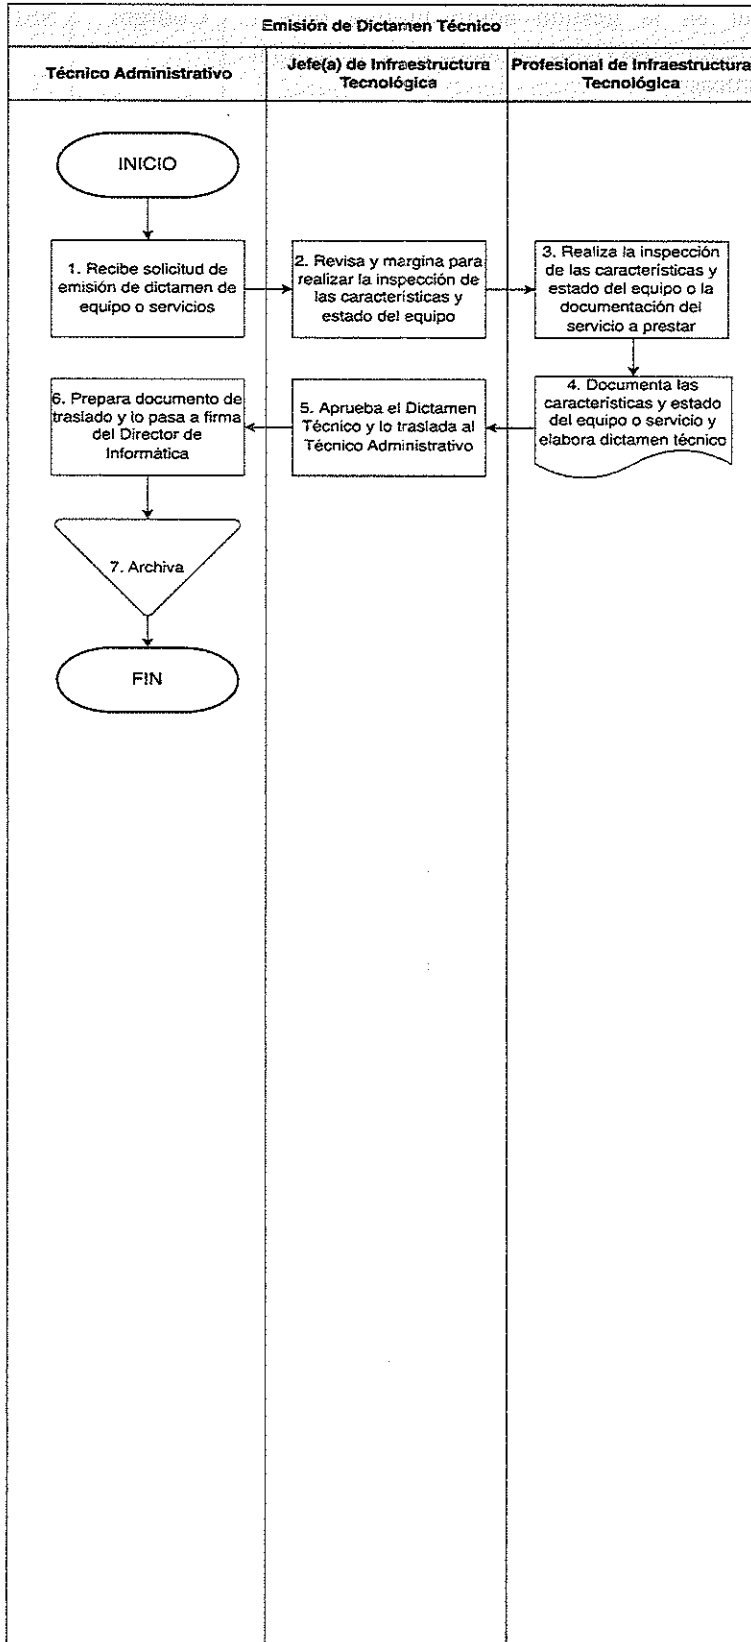 Emisión de Dictamen Técnico
Técnico Administrativo
Jefe(a) de Infraestructura
Tecnológica
Profesional de Infraestructura
Tecnológica
INICIO
1. Recibe solicitud de
emisión de dictamen de
equipo o servicios
2. Revisa y margina para
realizar la inspección de
las características y
estado del equipo
3. Realiza la inspección
de las características y
estado del equipo o la
documentación del
servicio a prestar
4. Documenta las
características y estado
del equipo o servicio y
elabora dictamen técnico
5. Aprueba el Dictamen
Técnico y lo traslada al
Técnico Administrativo
6. Prepara documento de
traslado y lo pasa a firma
del Director de
Informática
7. Archiva
FIN